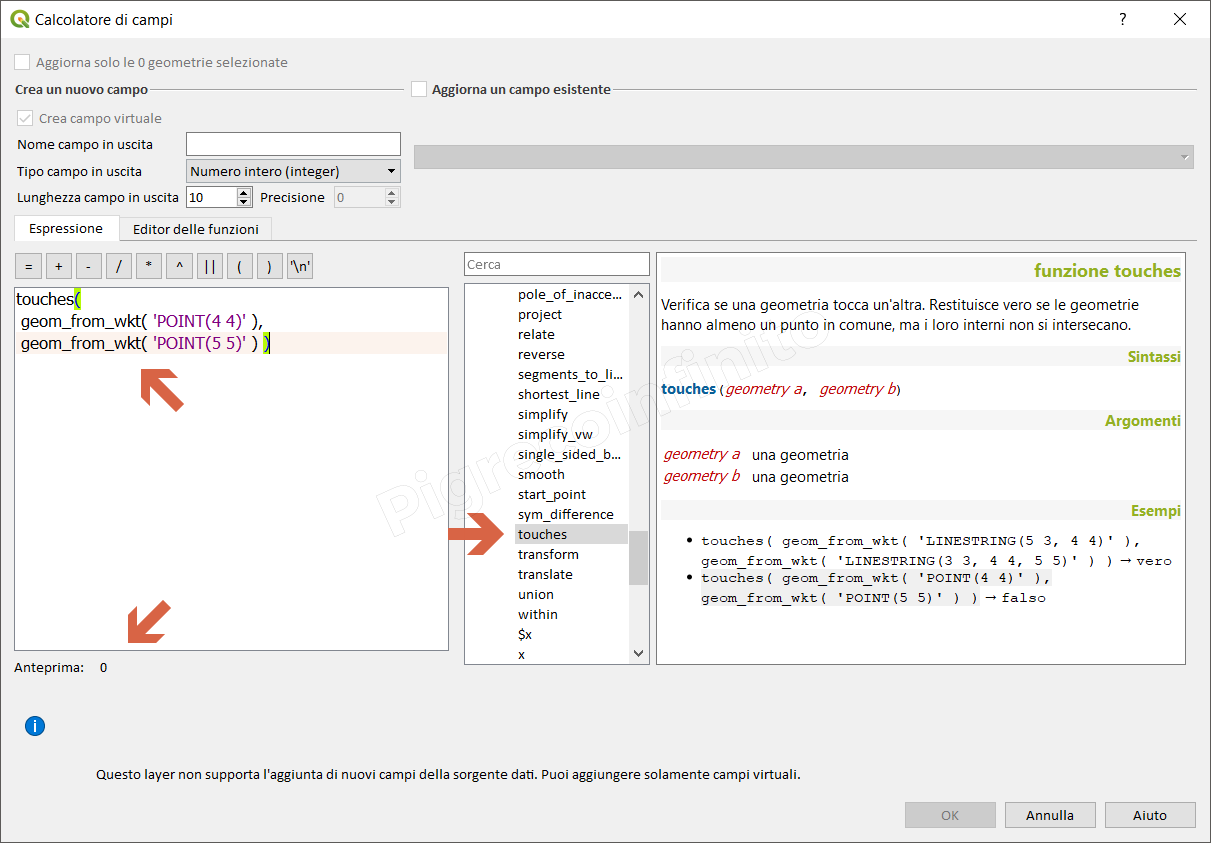 Calcolatore di campi
?
Aggiorna solo le 0 geometrie selezionate
Crea un nuovo campo
Aggiorna un campo esistente
Crea campo virtuale
Nome campo in uscita
Tipo campo in uscita
Numero intero (integer)
Lunghezza campo in uscita
10
Precisione
0
Espressione
Editor delle funzioni
= + - / * ^ || ( ) '\n'
touches(
geom_from_wkt( 'POINT(4 4)' ),
geom_from_wkt( 'POINT(5 5)' ) )
Anteprima: 0
Cerca
pole_of_inacce...
project
relate
reverse
segments_to_li...
shortest_line
simplify
simplify_vw
single_sided_b...
smooth
start_point
sym_difference
touches
transform
translate
union
within
$x
x
funzione touches
Verifica se una geometria tocca un'altra. Restituisce vero se le geometrie
hanno almeno un punto in comune, ma i loro interni non si intersecano.
Sintassi
touches(geometry a, geometry b)
Argomenti
geometry a una geometria
geometry b una geometria
Esempi
• touches( geom_from_wkt( 'LINESTRING(5 3, 4 4)' ),
geom_from_wkt( 'LINESTRING(3 3, 4 4, 5 5)' ) ) → vero
• touches( geom_from_wkt( 'POINT(4 4)' ),
geom_from_wkt( 'POINT(5 5)' ) ) → falso
Pigrecoinfinito
i
Questo layer non supporta l'aggiunta di nuovi campi della sorgente dati. Puoi aggiungere solamente campi virtuali.
OK
Annulla
Aiuto